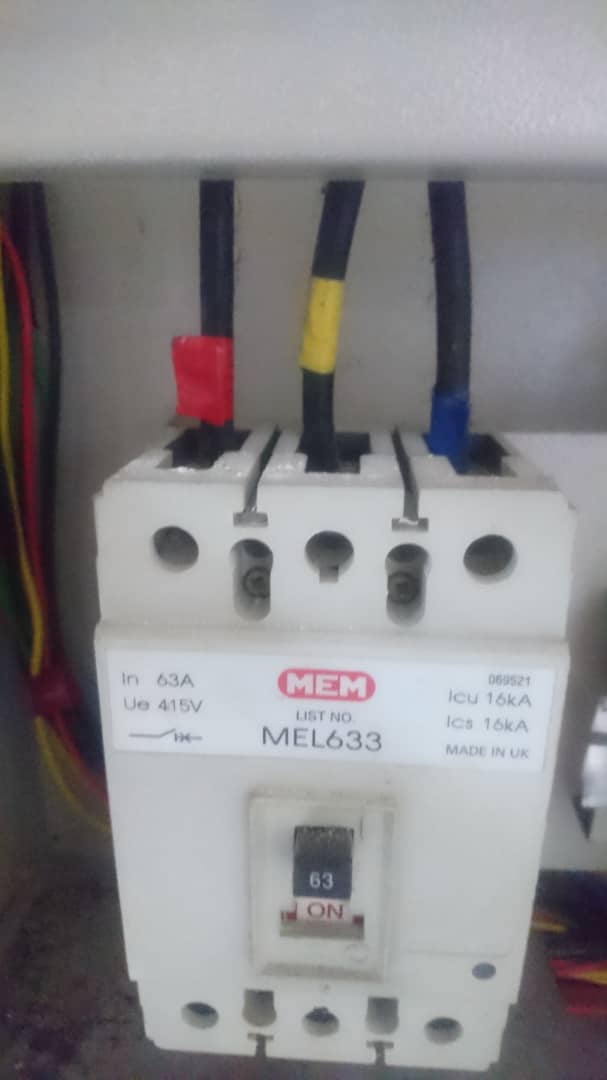 In 63A
Ue 415V
MEM
LIST NO.
MEL633
069521
Icu 16kA
Ics 16kA
MADE IN UK
63
ON